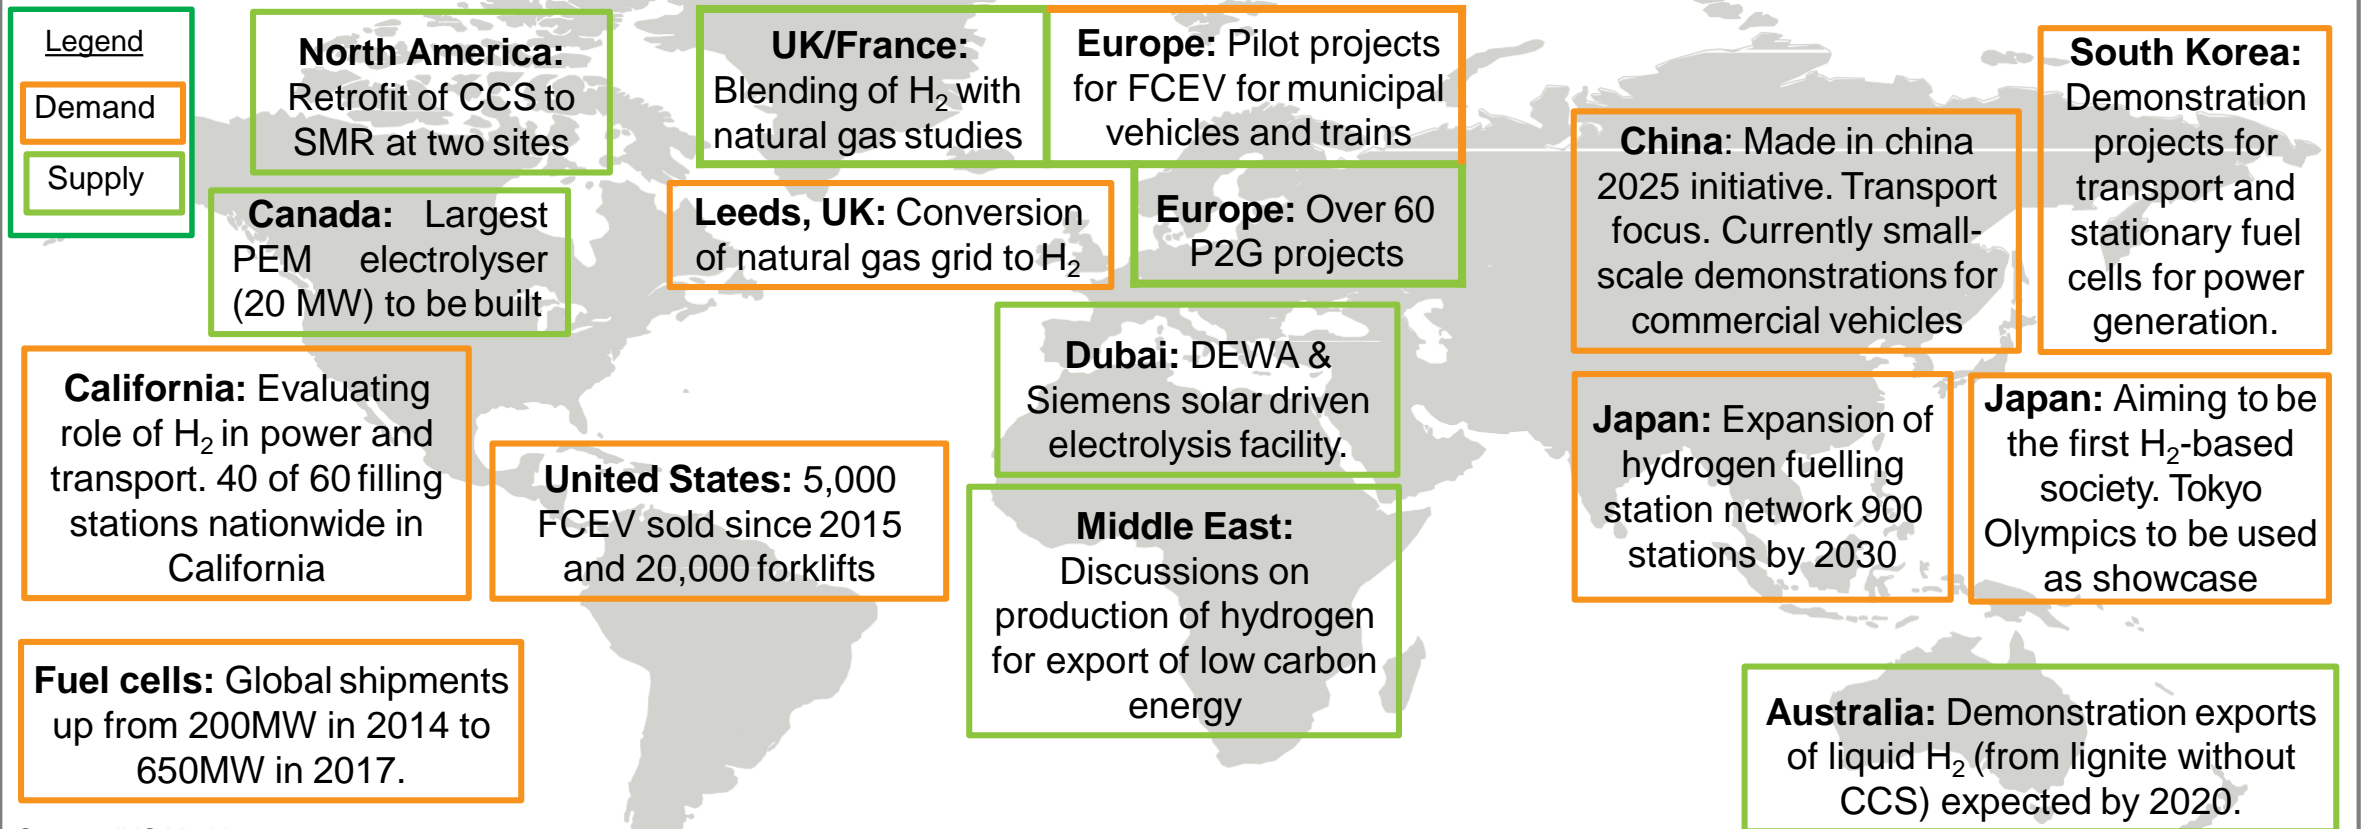 Legend
Demand
Supply
North America:
Retrofit of CCS to
SMR at two sites
Canada: Largest
PEM electrolyser
(20 MW) to be built
UK/France:
Blending of H₂ with
natural gas studies
Europe: Pilot projects
for FCEV for municipal
vehicles and trains
Leeds, UK: Conversion
of natural gas grid to H₂
Europe: Over 60
P2G projects
China: Made in china
2025 initiative. Transport
focus. Currently small-
scale demonstrations for
commercial vehicles
South Korea:
Demonstration
projects for
transport and
stationary fuel
cells for power
generation.
California: Evaluating
role of H₂ in power and
transport. 40 of 60 filling
stations nationwide in
California
United States: 5,000
FCEV sold since 2015
and 20,000 forklifts
Dubai: DEWA &
Siemens solar driven
electrolysis facility.
Middle East:
Discussions on
production of hydrogen
for export of low carbon
energy
Japan: Expansion of
hydrogen fuelling
station network 900
stations by 2030
Japan: Aiming to be
the first H₂-based
society. Tokyo
Olympics to be used
as showcase
Fuel cells: Global shipments
up from 200MW in 2014 to
650MW in 2017.
Australia: Demonstration exports
of liquid H₂ (from lignite without
CCS) expected by 2020.